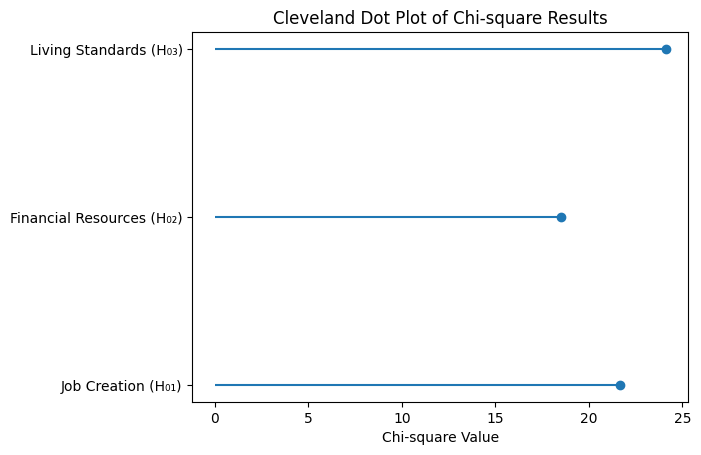 Cleveland Dot Plot of Chi-square Results
Living Standards (H₀₃)
Financial Resources (H₀₂)
Job Creation (H₀₁)
0 5 10 15 20 25
Chi-square Value